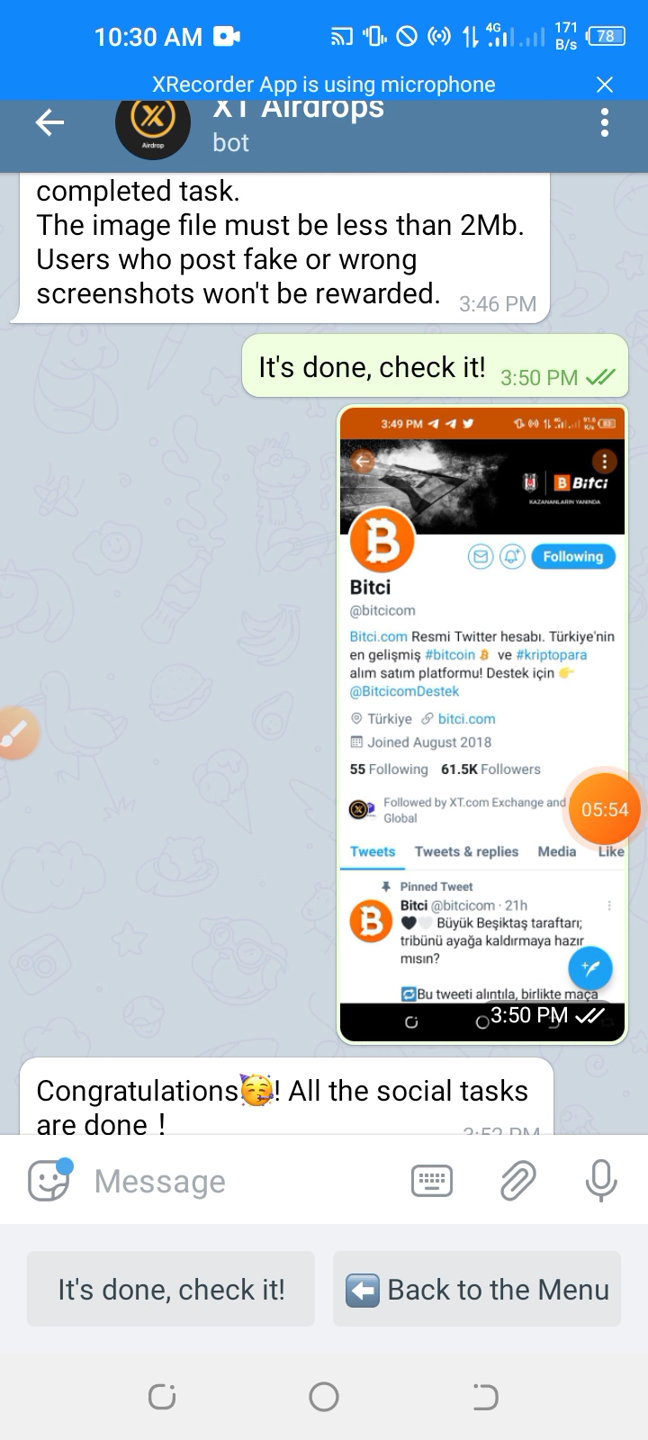 10:30 AM
4G
171
B/s
78
XRecorder App is using microphone
XT Airdrops
Airdrop
bot
completed task.
The image file must be less than 2Mb.
Users who post fake or wrong
screenshots won't be rewarded. 3:46 PM
It's done, check it! 3:50 PM
3:49 PM
Bitci
KAZANANLARIN YANINDA
Following
Bitci
@bitcicom
Bitci.com Resmi Twitter hesabı. Türkiye'nin
en gelişmiş #bitcoin ve #kriptopara
alım satım platformu! Destek için 👉
@BitcicomDestek
Türkiye bitci.com
Joined August 2018
55 Following 61.5K Followers
Followed by XT.com Exchange and
Global
05:54
Tweets Tweets & replies Media Like
Pinned Tweet
Bitci @bitcicom · 21h
🖤🤍 Büyük Beşiktaş taraftarı;
tribünü ayağa kaldırmaya hazır
mısın?
🔁Bu tweeti alıntıla, birlikte maça
3:50 PM
Congratulations🥳! All the social tasks
are done！ 3:52 PM
Message
It's done, check it!
⬅️ Back to the Menu